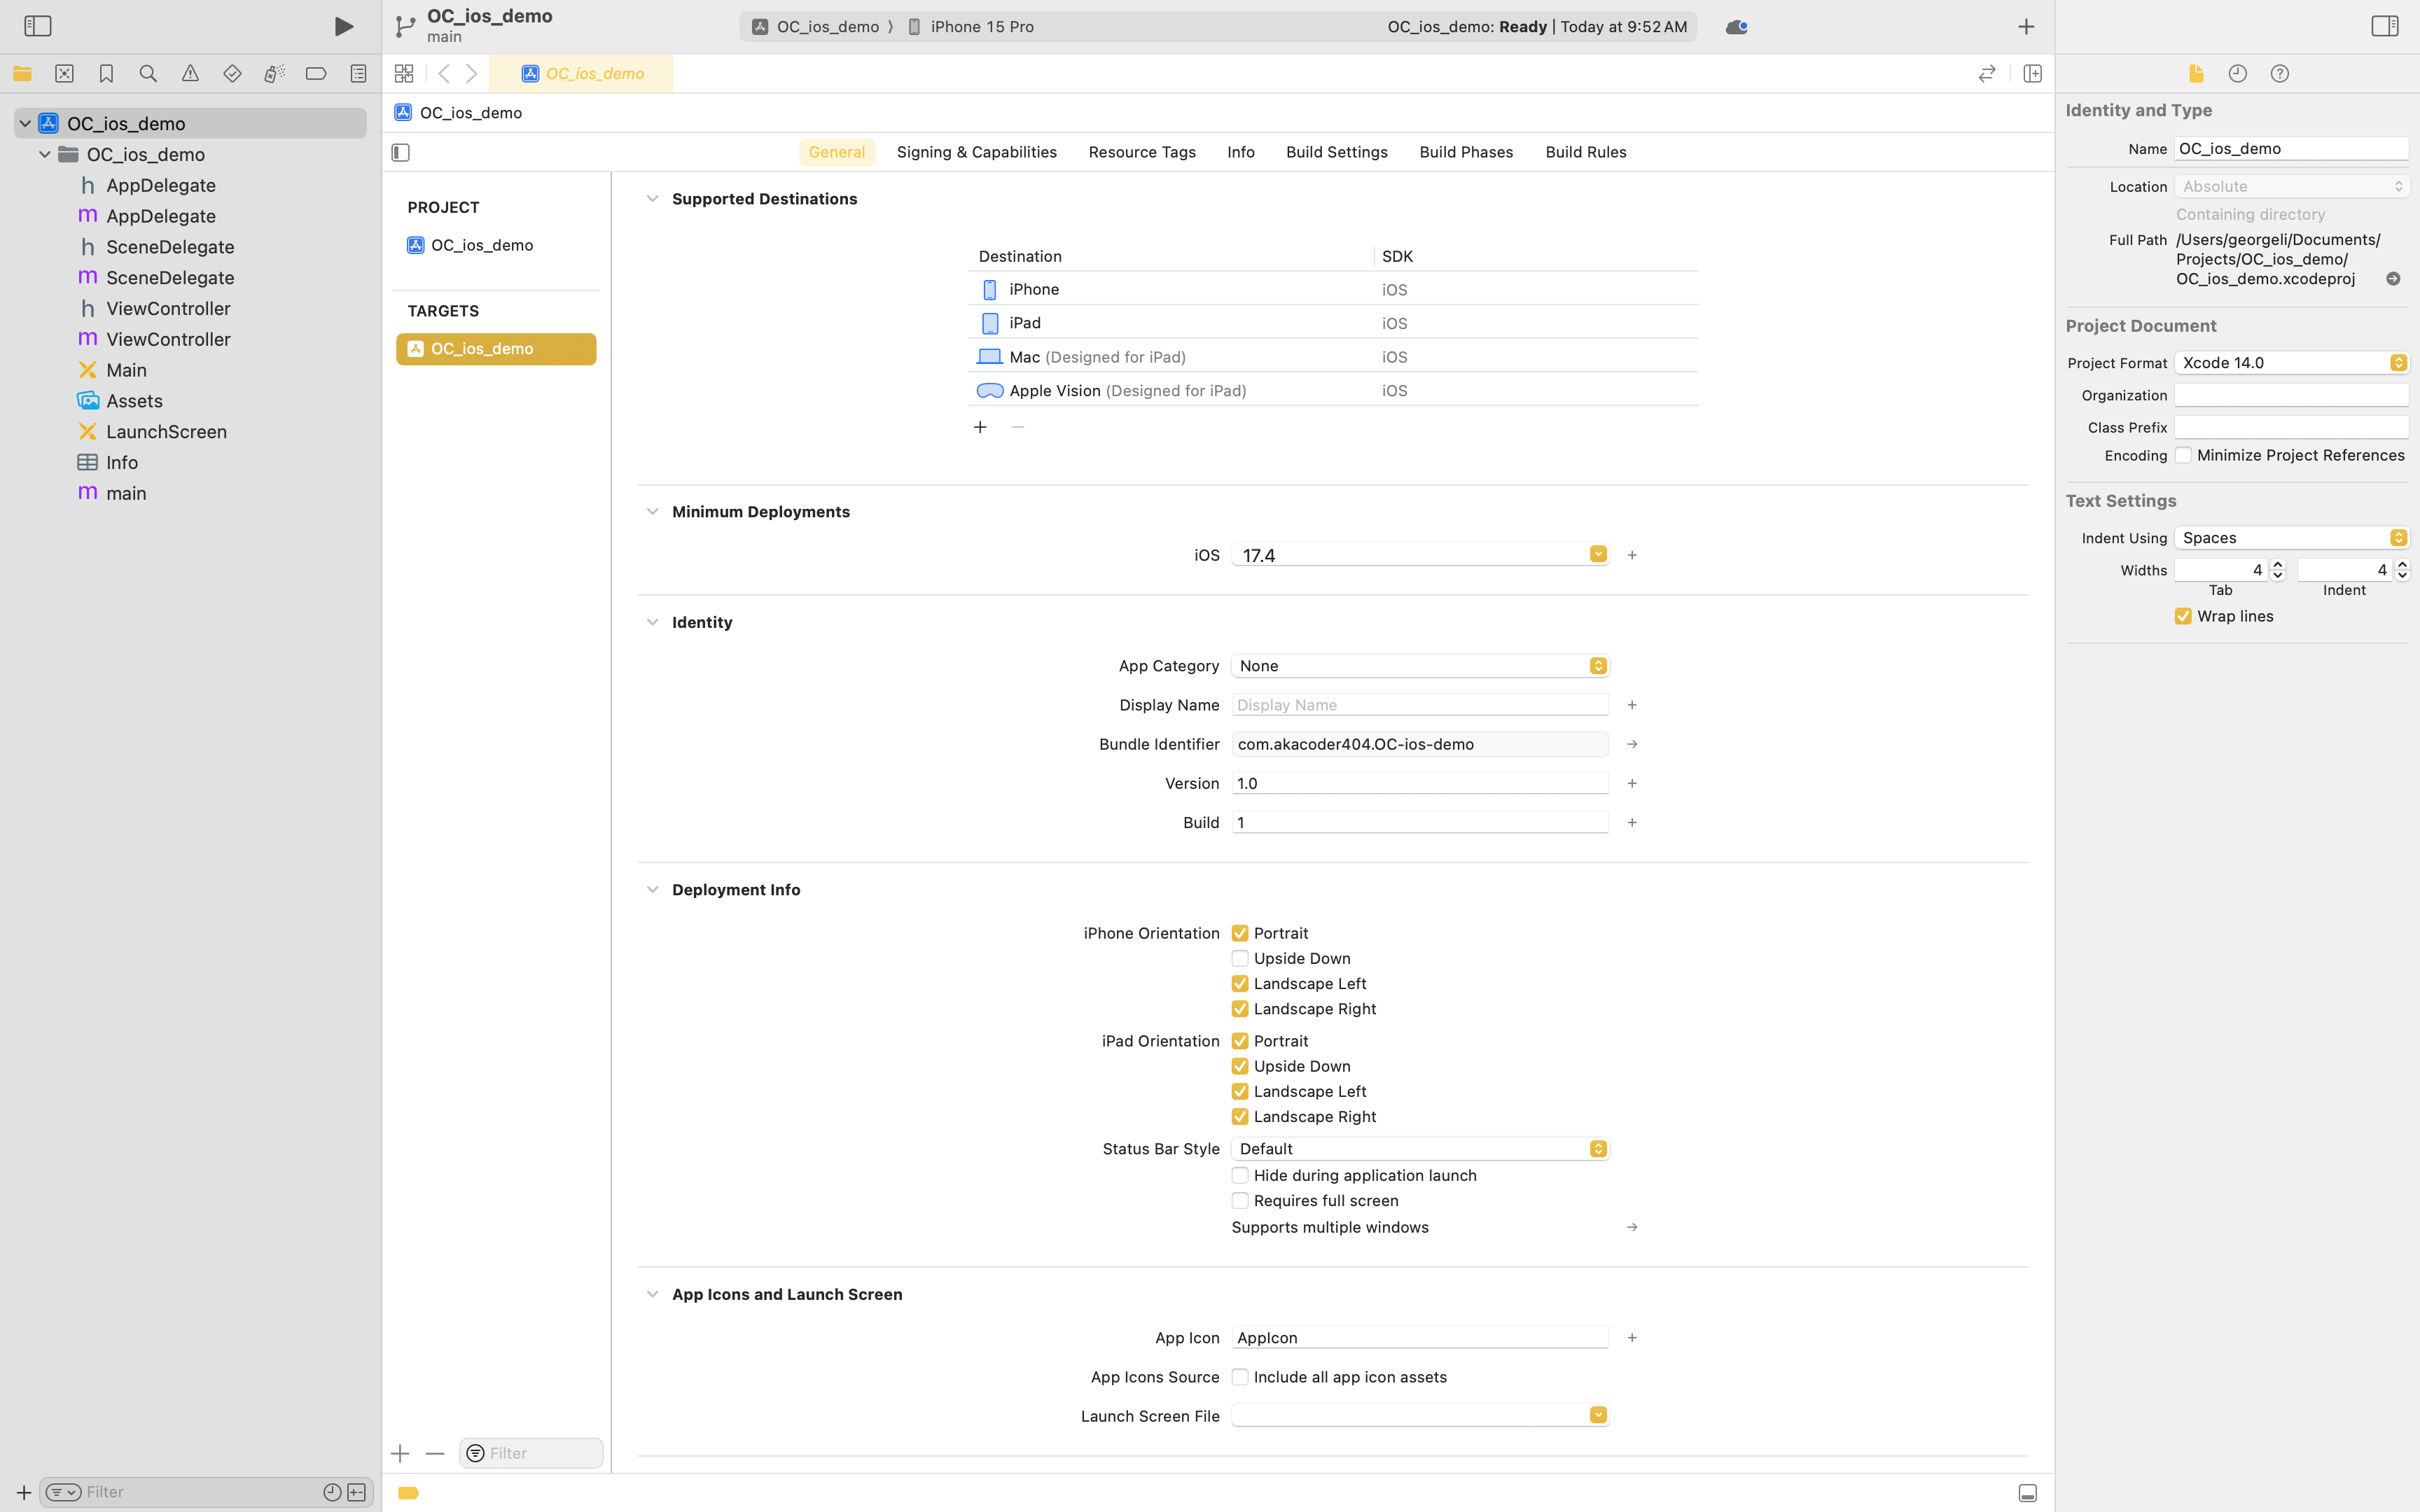 OC_ios_demo
main
OC_ios_demo 〉 iPhone 15 Pro
OC_ios_demo: Ready | Today at 9:52 AM
OC_ios_demo
OC_ios_demo
OC_ios_demo
OC_ios_demo
h AppDelegate
m AppDelegate
h SceneDelegate
m SceneDelegate
h ViewController
m ViewController
Main
Assets
LaunchScreen
Info
m main
Filter
General
Signing & Capabilities
Resource Tags
Info
Build Settings
Build Phases
Build Rules
PROJECT
OC_ios_demo
TARGETS
OC_ios_demo
Filter
Supported Destinations
Destination SDK
iPhone iOS
iPad iOS
Mac (Designed for iPad) iOS
Apple Vision (Designed for iPad) iOS
Minimum Deployments
iOS 17.4
Identity
App Category None
Display Name Display Name
Bundle Identifier com.akacoder404.OC-ios-demo
Version 1.0
Build 1
Deployment Info
iPhone Orientation Portrait
Upside Down
Landscape Left
Landscape Right
iPad Orientation Portrait
Upside Down
Landscape Left
Landscape Right
Status Bar Style Default
Hide during application launch
Requires full screen
Supports multiple windows
App Icons and Launch Screen
App Icon AppIcon
App Icons Source Include all app icon assets
Launch Screen File
Identity and Type
Name OC_ios_demo
Location Absolute
Containing directory
Full Path /Users/georgeli/Documents/
Projects/OC_ios_demo/
OC_ios_demo.xcodeproj
Project Document
Project Format Xcode 14.0
Organization
Class Prefix
Encoding Minimize Project References
Text Settings
Indent Using Spaces
Widths 4 4
Tab Indent
Wrap lines